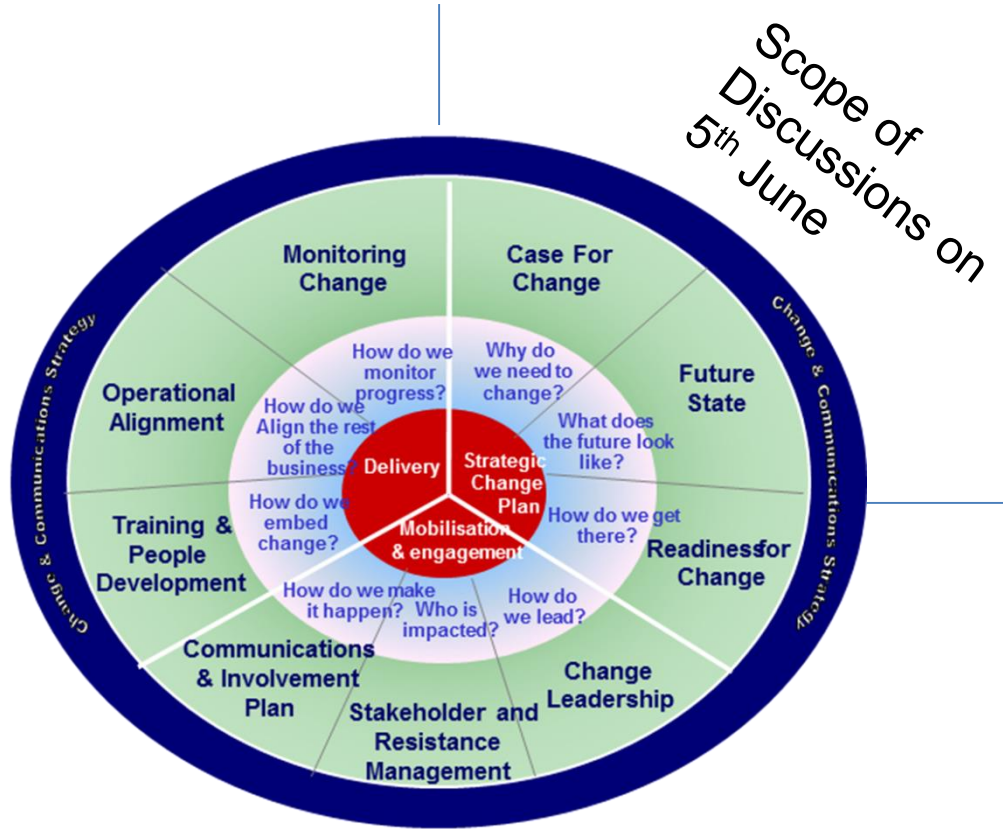 Scope of
Discussions on
5th June
Change & Communications Strategy
Change & Communications Strategy
Monitoring
Change
Case For
Change
Future
State
Readiness for
Change
Change
Leadership
Stakeholder and
Resistance
Management
Communications
& Involvement
Plan
Training &
People
Development
Operational
Alignment
How do we
monitor
progress?
Why do
we need to
change?
What does
the future look
like?
How do we get
there?
How do
we lead?
Who is
impacted?
How do we make
it happen?
How do we
embed
change?
How do we
Align the rest
of the
business?
Delivery
Strategic
Change
Plan
Mobilisation
& engagement